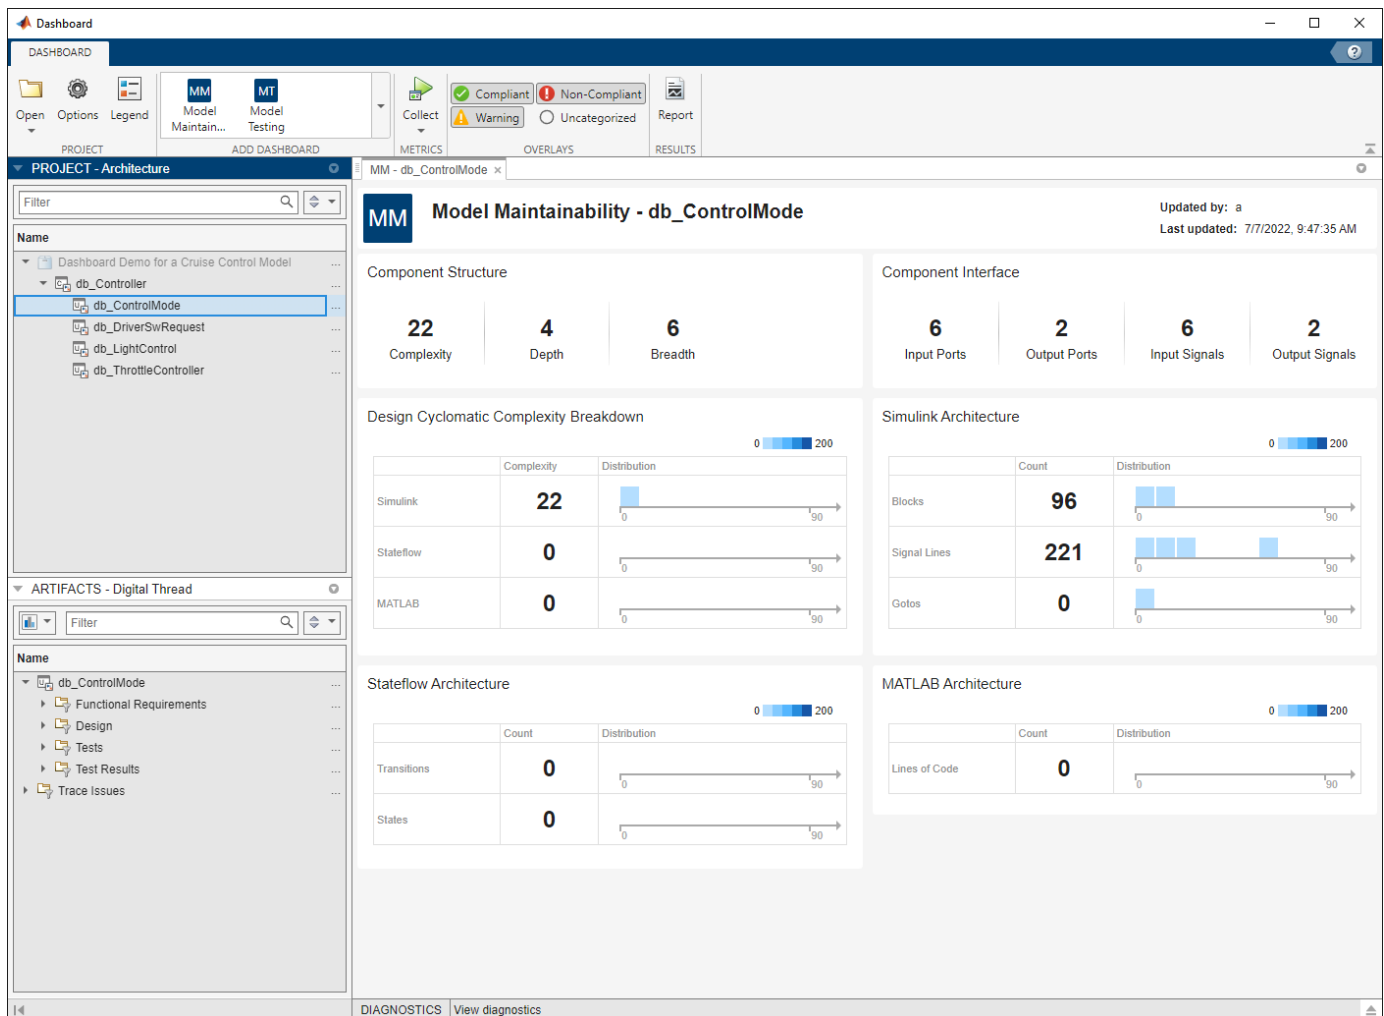 Dashboard
DASHBOARD
?
Open
Options
Legend
MM
Model
Maintain...
MT
Model
Testing
Collect
Compliant
Non-Compliant
Warning
Uncategorized
Report
PROJECT
ADD DASHBOARD
METRICS
OVERLAYS
RESULTS
PROJECT - Architecture
Filter
Name
Dashboard Demo for a Cruise Control Model ...
db_Controller ...
db_ControlMode ...
db_DriverSwRequest ...
db_LightControl ...
db_ThrottleController ...
ARTIFACTS - Digital Thread
Filter
Name
db_ControlMode ...
Functional Requirements ...
Design ...
Tests ...
Test Results ...
Trace Issues ...
MM - db_ControlMode ×
MM
Model Maintainability - db_ControlMode
Updated by: a
Last updated: 7/7/2022, 9:47:35 AM
Component Structure
22 4 6
Complexity Depth Breadth
Component Interface
6 2 6 2
Input Ports Output Ports Input Signals Output Signals
Design Cyclomatic Complexity Breakdown
0 200
Complexity Distribution
Simulink 22 0 90
Stateflow 0 0 90
MATLAB 0 0 90
Simulink Architecture
0 200
Count Distribution
Blocks 96 0 90
Signal Lines 221 0 90
Gotos 0 0 90
Stateflow Architecture
0 200
Count Distribution
Transitions 0 0 90
States 0 0 90
MATLAB Architecture
0 200
Count Distribution
Lines of Code 0 0 90
DIAGNOSTICS View diagnostics